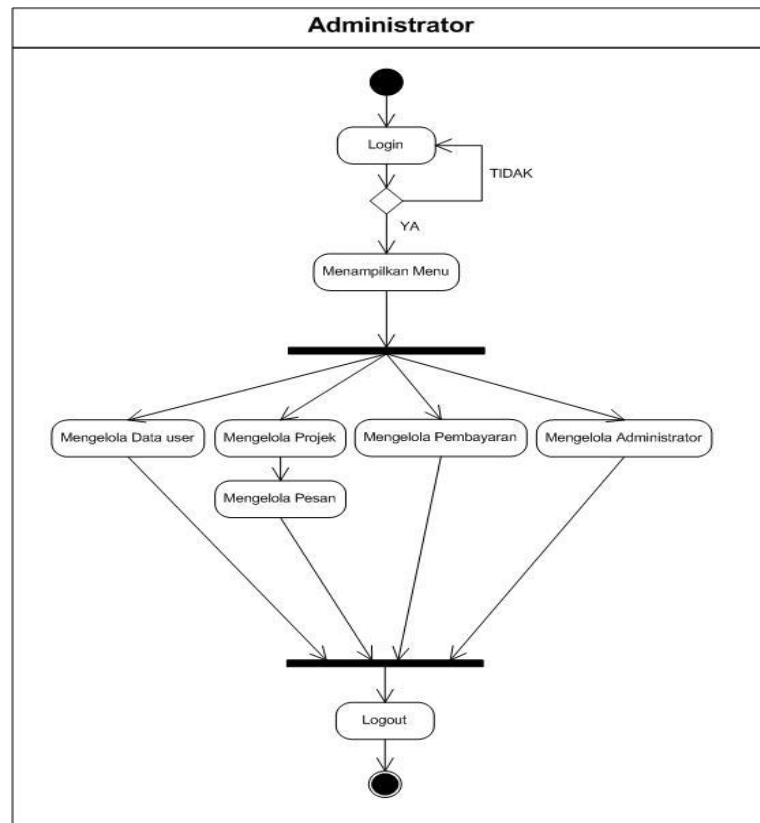 Administrator
Login
TIDAK
YA
Menampilkan Menu
Mengelola Data user
Mengelola Projek
Mengelola Pembayaran
Mengelola Administrator
Mengelola Pesan
Logout